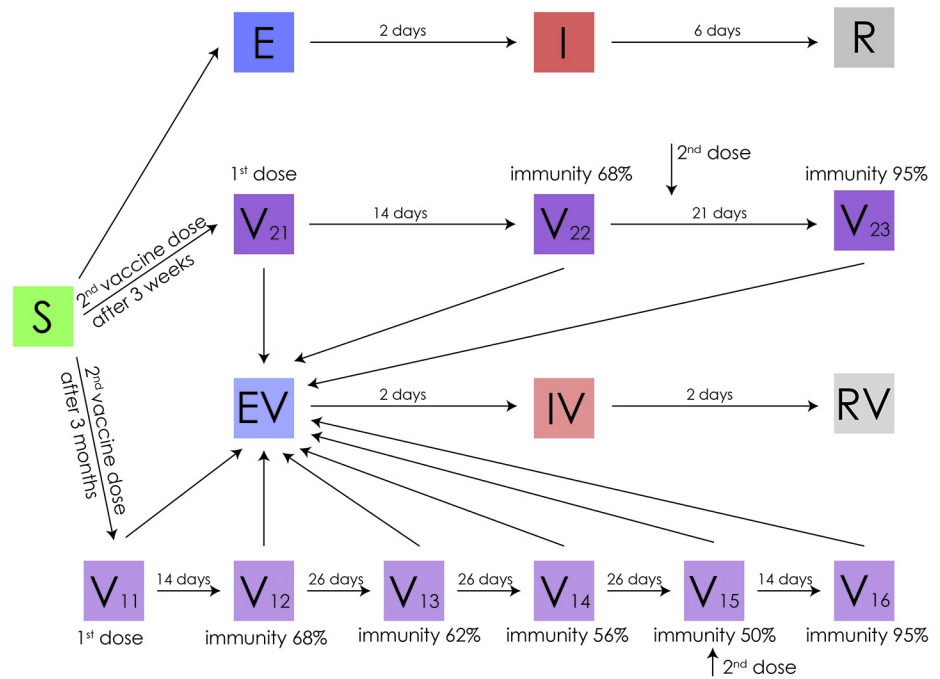 E
2 days
I
6 days
R
1st dose
V21
14 days
immunity 68%
V22
2nd dose
21 days
immunity 95%
V23
S
2nd vaccine dose
after 3 weeks
2nd vaccine dose
after 3 months
EV
2 days
IV
2 days
RV
V11
1st dose
14 days
V12
immunity 68%
26 days
V13
immunity 62%
26 days
V14
immunity 56%
26 days
V15
immunity 50%
2nd dose
14 days
V16
immunity 95%